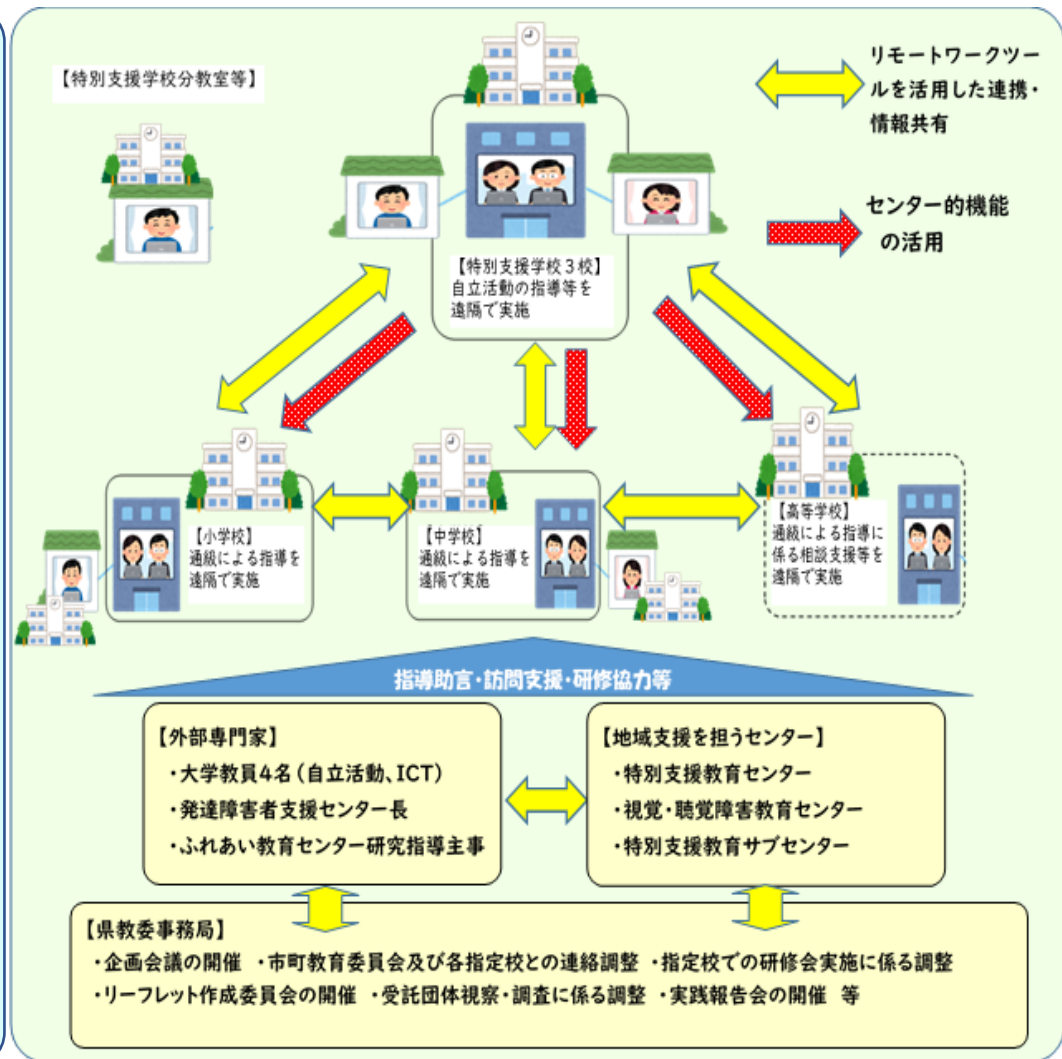 【特別支援学校分教室等】
リモートワークツー
ルを活用した連携・
情報共有
センター的機能
の活用
【特別支援学校3校】
自立活動の指導等を
遠隔で実施
【小学校】
通級による指導を
遠隔で実施
【中学校】
通級による指導を
遠隔で実施
【高等学校】
通級による指導に
係る相談支援等を
遠隔で実施
指導助言・訪問支援・研修協力等
【外部専門家】
・大学教員4名(自立活動、ICT)
・発達障害者支援センター長
・ふれあい教育センター研究指導主事
【地域支援を担うセンター】
・特別支援教育センター
・視覚・聴覚障害教育センター
・特別支援教育サブセンター
【県教委事務局】
・企画会議の開催 ・市町教育委員会及び各指定校との連絡調整 ・指定校での研修会実施に係る調整
・リーフレット作成委員会の開催 ・受託団体視察・調査に係る調整 ・実践報告会の開催 等